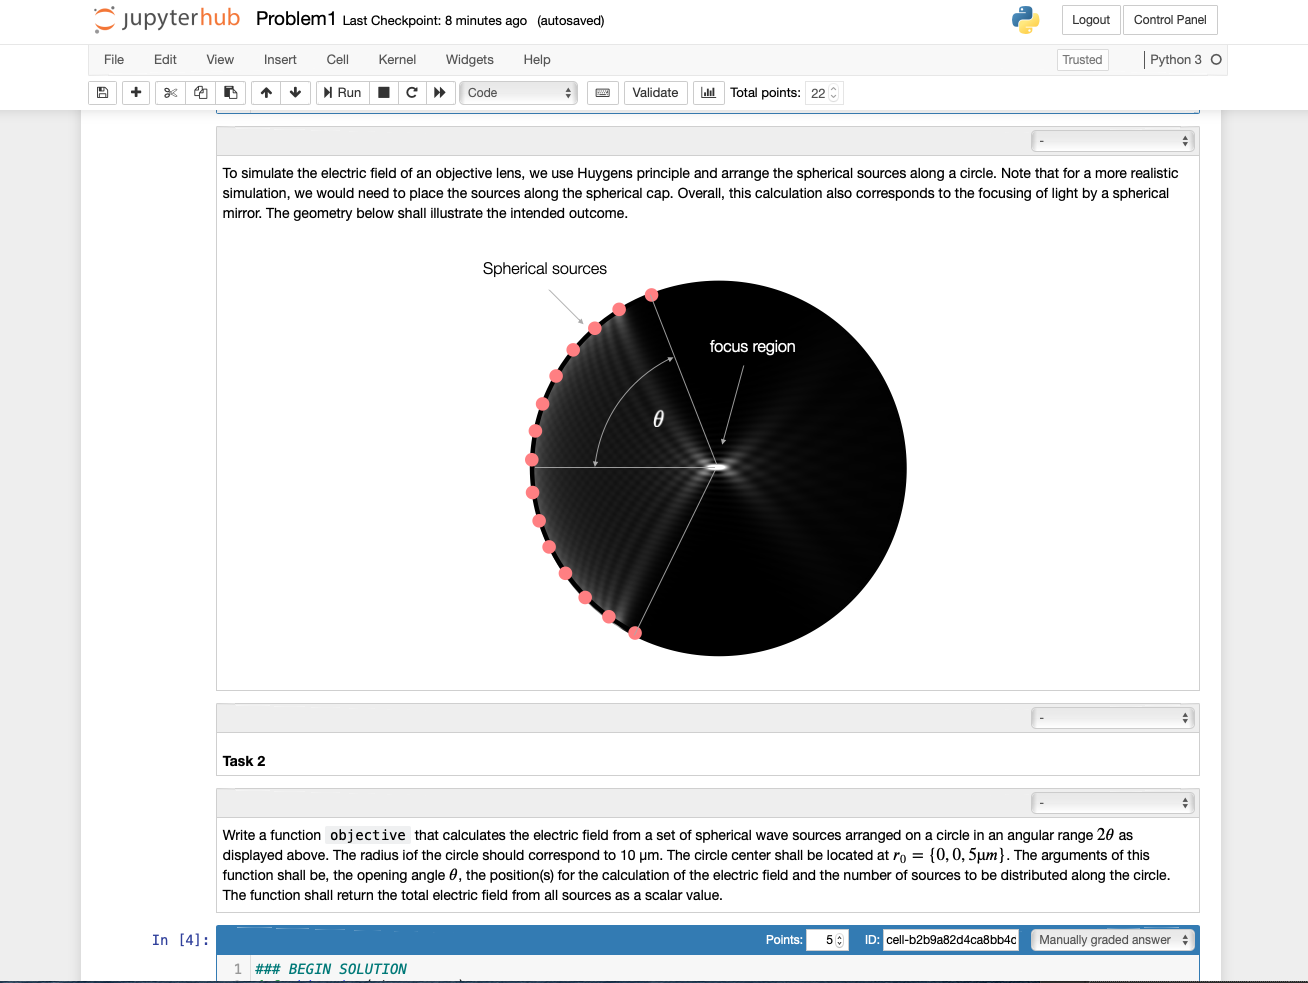 jupyterhub Problem1 Last Checkpoint: 8 minutes ago (autosaved) Logout Control Panel
File Edit View Insert Cell Kernel Widgets Help Trusted Python 3
Run Code Validate Total points: 22
-
To simulate the electric field of an objective lens, we use Huygens principle and arrange the spherical sources along a circle. Note that for a more realistic
simulation, we would need to place the sources along the spherical cap. Overall, this calculation also corresponds to the focusing of light by a spherical
mirror. The geometry below shall illustrate the intended outcome.
Spherical sources
focus region
θ
-
Task 2
-
Write a function objective that calculates the electric field from a set of spherical wave sources arranged on a circle in an angular range 2θ as
displayed above. The radius iof the circle should correspond to 10 µm. The circle center shall be located at r₀ = {0, 0, 5µm}. The arguments of this
function shall be, the opening angle θ, the position(s) for the calculation of the electric field and the number of sources to be distributed along the circle.
The function shall return the total electric field from all sources as a scalar value.
In [4]: Points: 5 ID: cell-b2b9a82d4ca8bb4c Manually graded answer
1 ### BEGIN SOLUTION